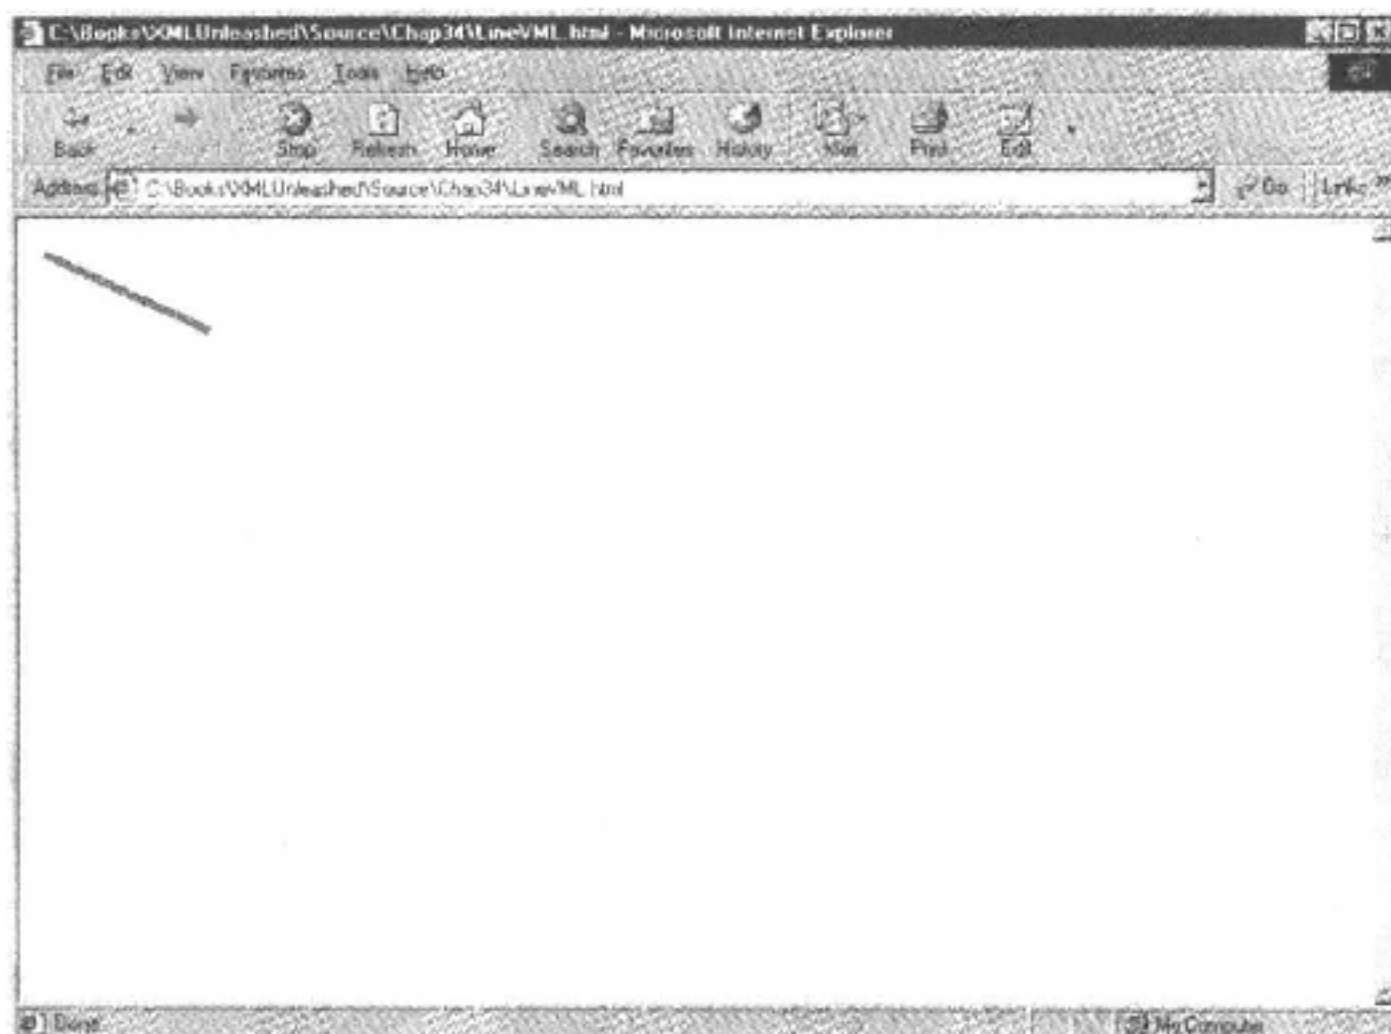 C:\Books\XMLUnleashed\Source\Chap34\LineVML.html - Microsoft Internet Explorer
File Edit View Favorites Tools Help
Back Stop Refresh Home Search Favorites History Mail Print Edit
Address C:\Books\XMLUnleashed\Source\Chap34\LineVML.html Go Links »
Done My Computer